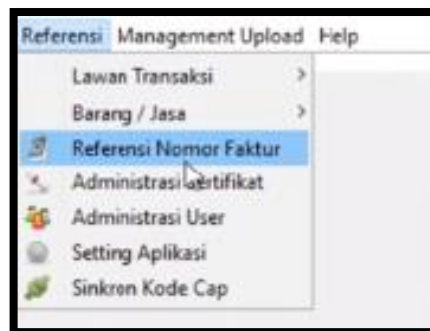 Referensi Management Upload Help
Lawan Transaksi
Barang / Jasa
Referensi Nomor Faktur
Administrasi Sertifikat
Administrasi User
Setting Aplikasi
Sinkron Kode Cap